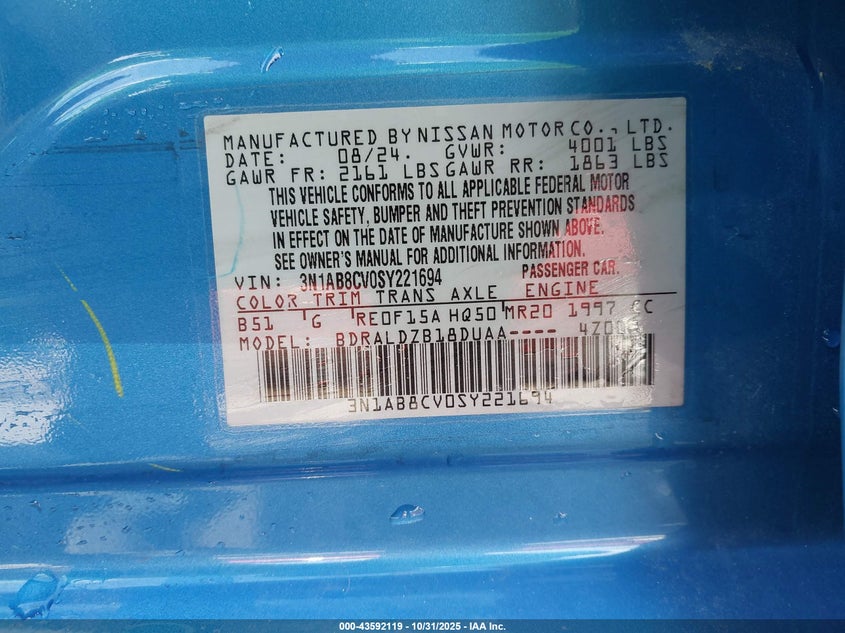 MANUFACTURED BY NISSAN MOTOR CO., LTD.
DATE: 08/24. GVWR: 4001 LBS
GAWR FR: 2161 LBS GAWR RR: 1863 LBS
THIS VEHICLE CONFORMS TO ALL APPLICABLE FEDERAL MOTOR
VEHICLE SAFETY, BUMPER AND THEFT PREVENTION STANDARDS
IN EFFECT ON THE DATE OF MANUFACTURE SHOWN ABOVE.
SEE OWNER'S MANUAL FOR ADDITIONAL INFORMATION.
VIN: 3N1AB8CV0SY221694 PASSENGER CAR.
COLOR TRIM TRANS AXLE ENGINE
B51 G RE0F15A HQ50 MR20 1997 CC
MODEL: BDRALDZB18DUAA----
3N1AB8CV0SY221694
000-43592119 - 10/31/2025 - IAA Inc.